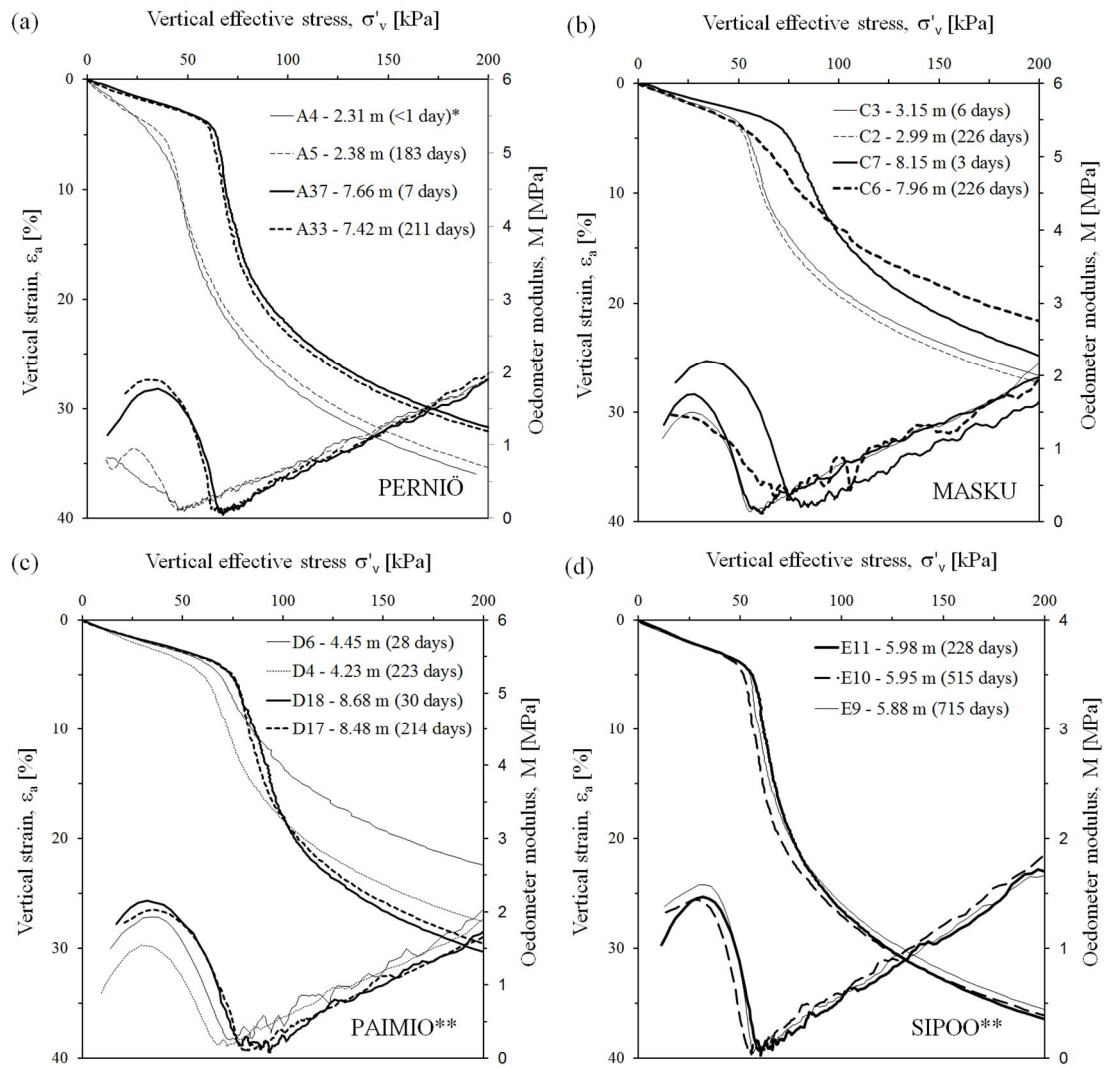 (a)
Vertical effective stress, σ'v [kPa]
0 50 100 150 200
0
10
20
30
40
Vertical strain, εa [%]
6
5
4
3
2
1
0
Oedometer modulus, M [MPa]
A4 - 2.31 m (<1 day)*
A5 - 2.38 m (183 days)
A37 - 7.66 m (7 days)
A33 - 7.42 m (211 days)
PERNIÖ
(b)
Vertical effective stress, σ'v [kPa]
0 50 100 150 200
0
10
20
30
40
Vertical strain, εa [%]
6
5
4
3
2
1
0
Oedometer modulus, M [MPa]
C3 - 3.15 m (6 days)
C2 - 2.99 m (226 days)
C7 - 8.15 m (3 days)
C6 - 7.96 m (226 days)
MASKU
(c)
Vertical effective stress σ'v [kPa]
0 50 100 150 200
0
10
20
30
40
Vertical strain, εa [%]
6
5
4
3
2
1
0
Oedometer modulus, M [MPa]
D6 - 4.45 m (28 days)
D4 - 4.23 m (223 days)
D18 - 8.68 m (30 days)
D17 - 8.48 m (214 days)
PAIMIO**
(d)
Vertical effective stress, σ'v [kPa]
0 50 100 150 200
0
10
20
30
40
Vertical strain, εa [%]
4
3
2
1
0
Oedometer modulus, M [MPa]
E11 - 5.98 m (228 days)
E10 - 5.95 m (515 days)
E9 - 5.88 m (715 days)
SIPOO**